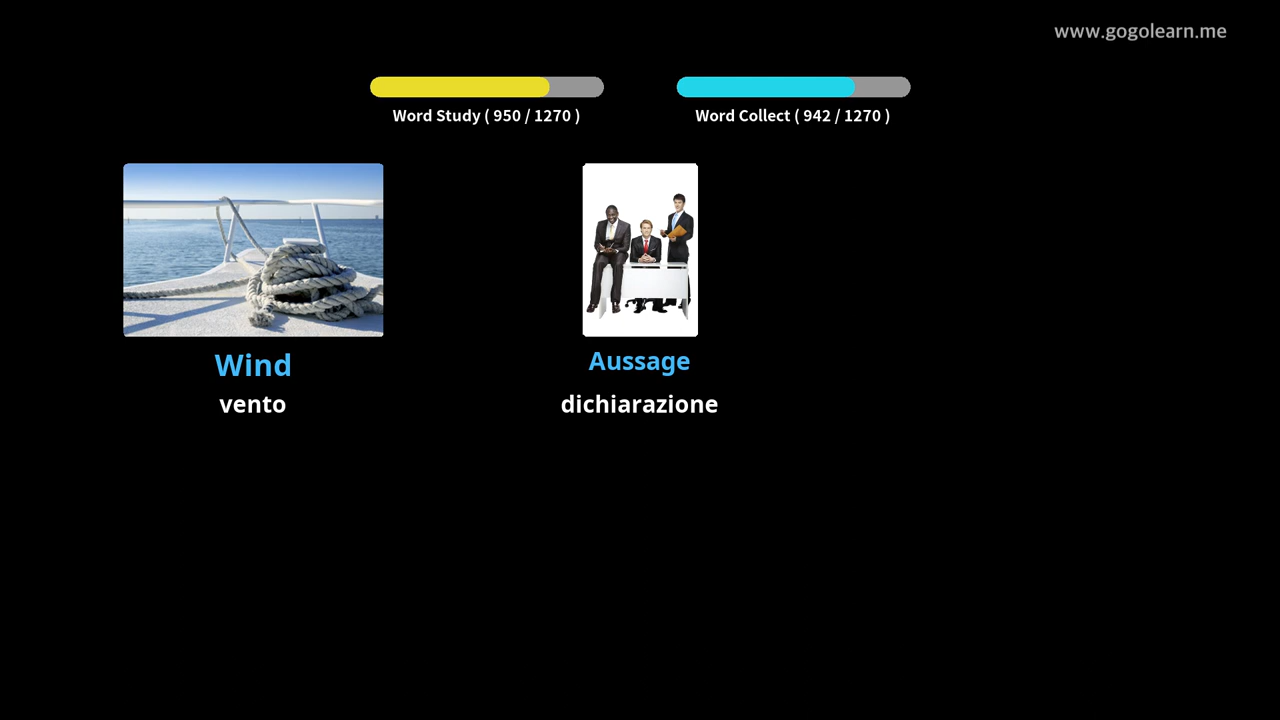 www.gogolearn.me
Word Study ( 950 / 1270 )
Word Collect ( 942 / 1270 )
Wind
vento
Aussage
dichiarazione